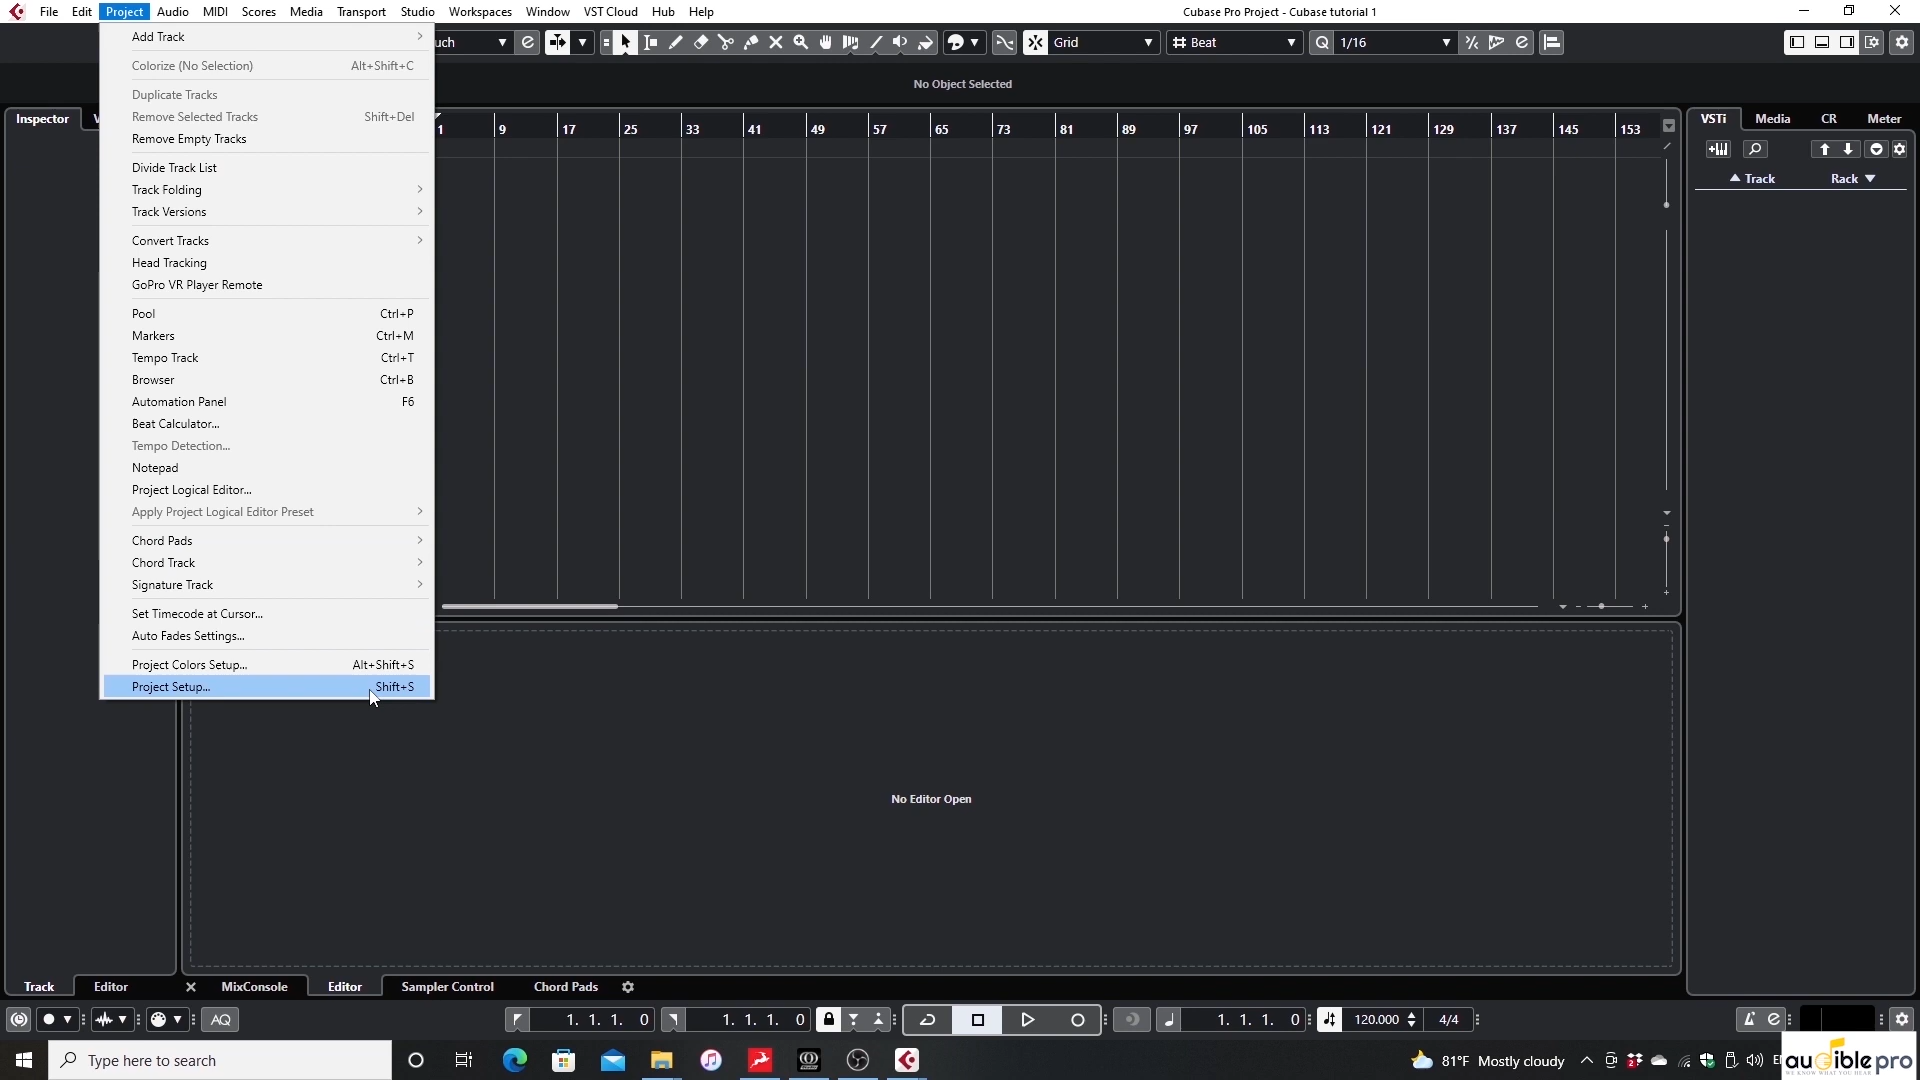 File Edit Project Audio MIDI Scores Media Transport Studio Workspaces Window VST Cloud Hub Help
Cubase Pro Project - Cubase tutorial 1
uch
Grid
Beat
Q 1/16
No Object Selected
Add Track
Colorize (No Selection) Alt+Shift+C
Duplicate Tracks
Remove Selected Tracks Shift+Del
Remove Empty Tracks
Divide Track List
Track Folding
Track Versions
Convert Tracks
Head Tracking
GoPro VR Player Remote
Pool Ctrl+P
Markers Ctrl+M
Tempo Track Ctrl+T
Browser Ctrl+B
Automation Panel F6
Beat Calculator...
Tempo Detection...
Notepad
Project Logical Editor...
Apply Project Logical Editor Preset
Chord Pads
Chord Track
Signature Track
Set Timecode at Cursor...
Auto Fades Settings...
Project Colors Setup... Alt+Shift+S
Project Setup... Shift+S
Inspector V
1 9 17 25 33 41 49 57 65 73 81 89 97 105 113 121 129 137 145 153
VSTi Media CR Meter
Track Rack
No Editor Open
Track Editor MixConsole Editor Sampler Control Chord Pads
AQ 1. 1. 1. 0 1. 1. 1. 0 1. 1. 1. 0 120.000 4/4
Type here to search
81°F Mostly cloudy
audiblepro
WE KNOW WHAT YOU HEAR